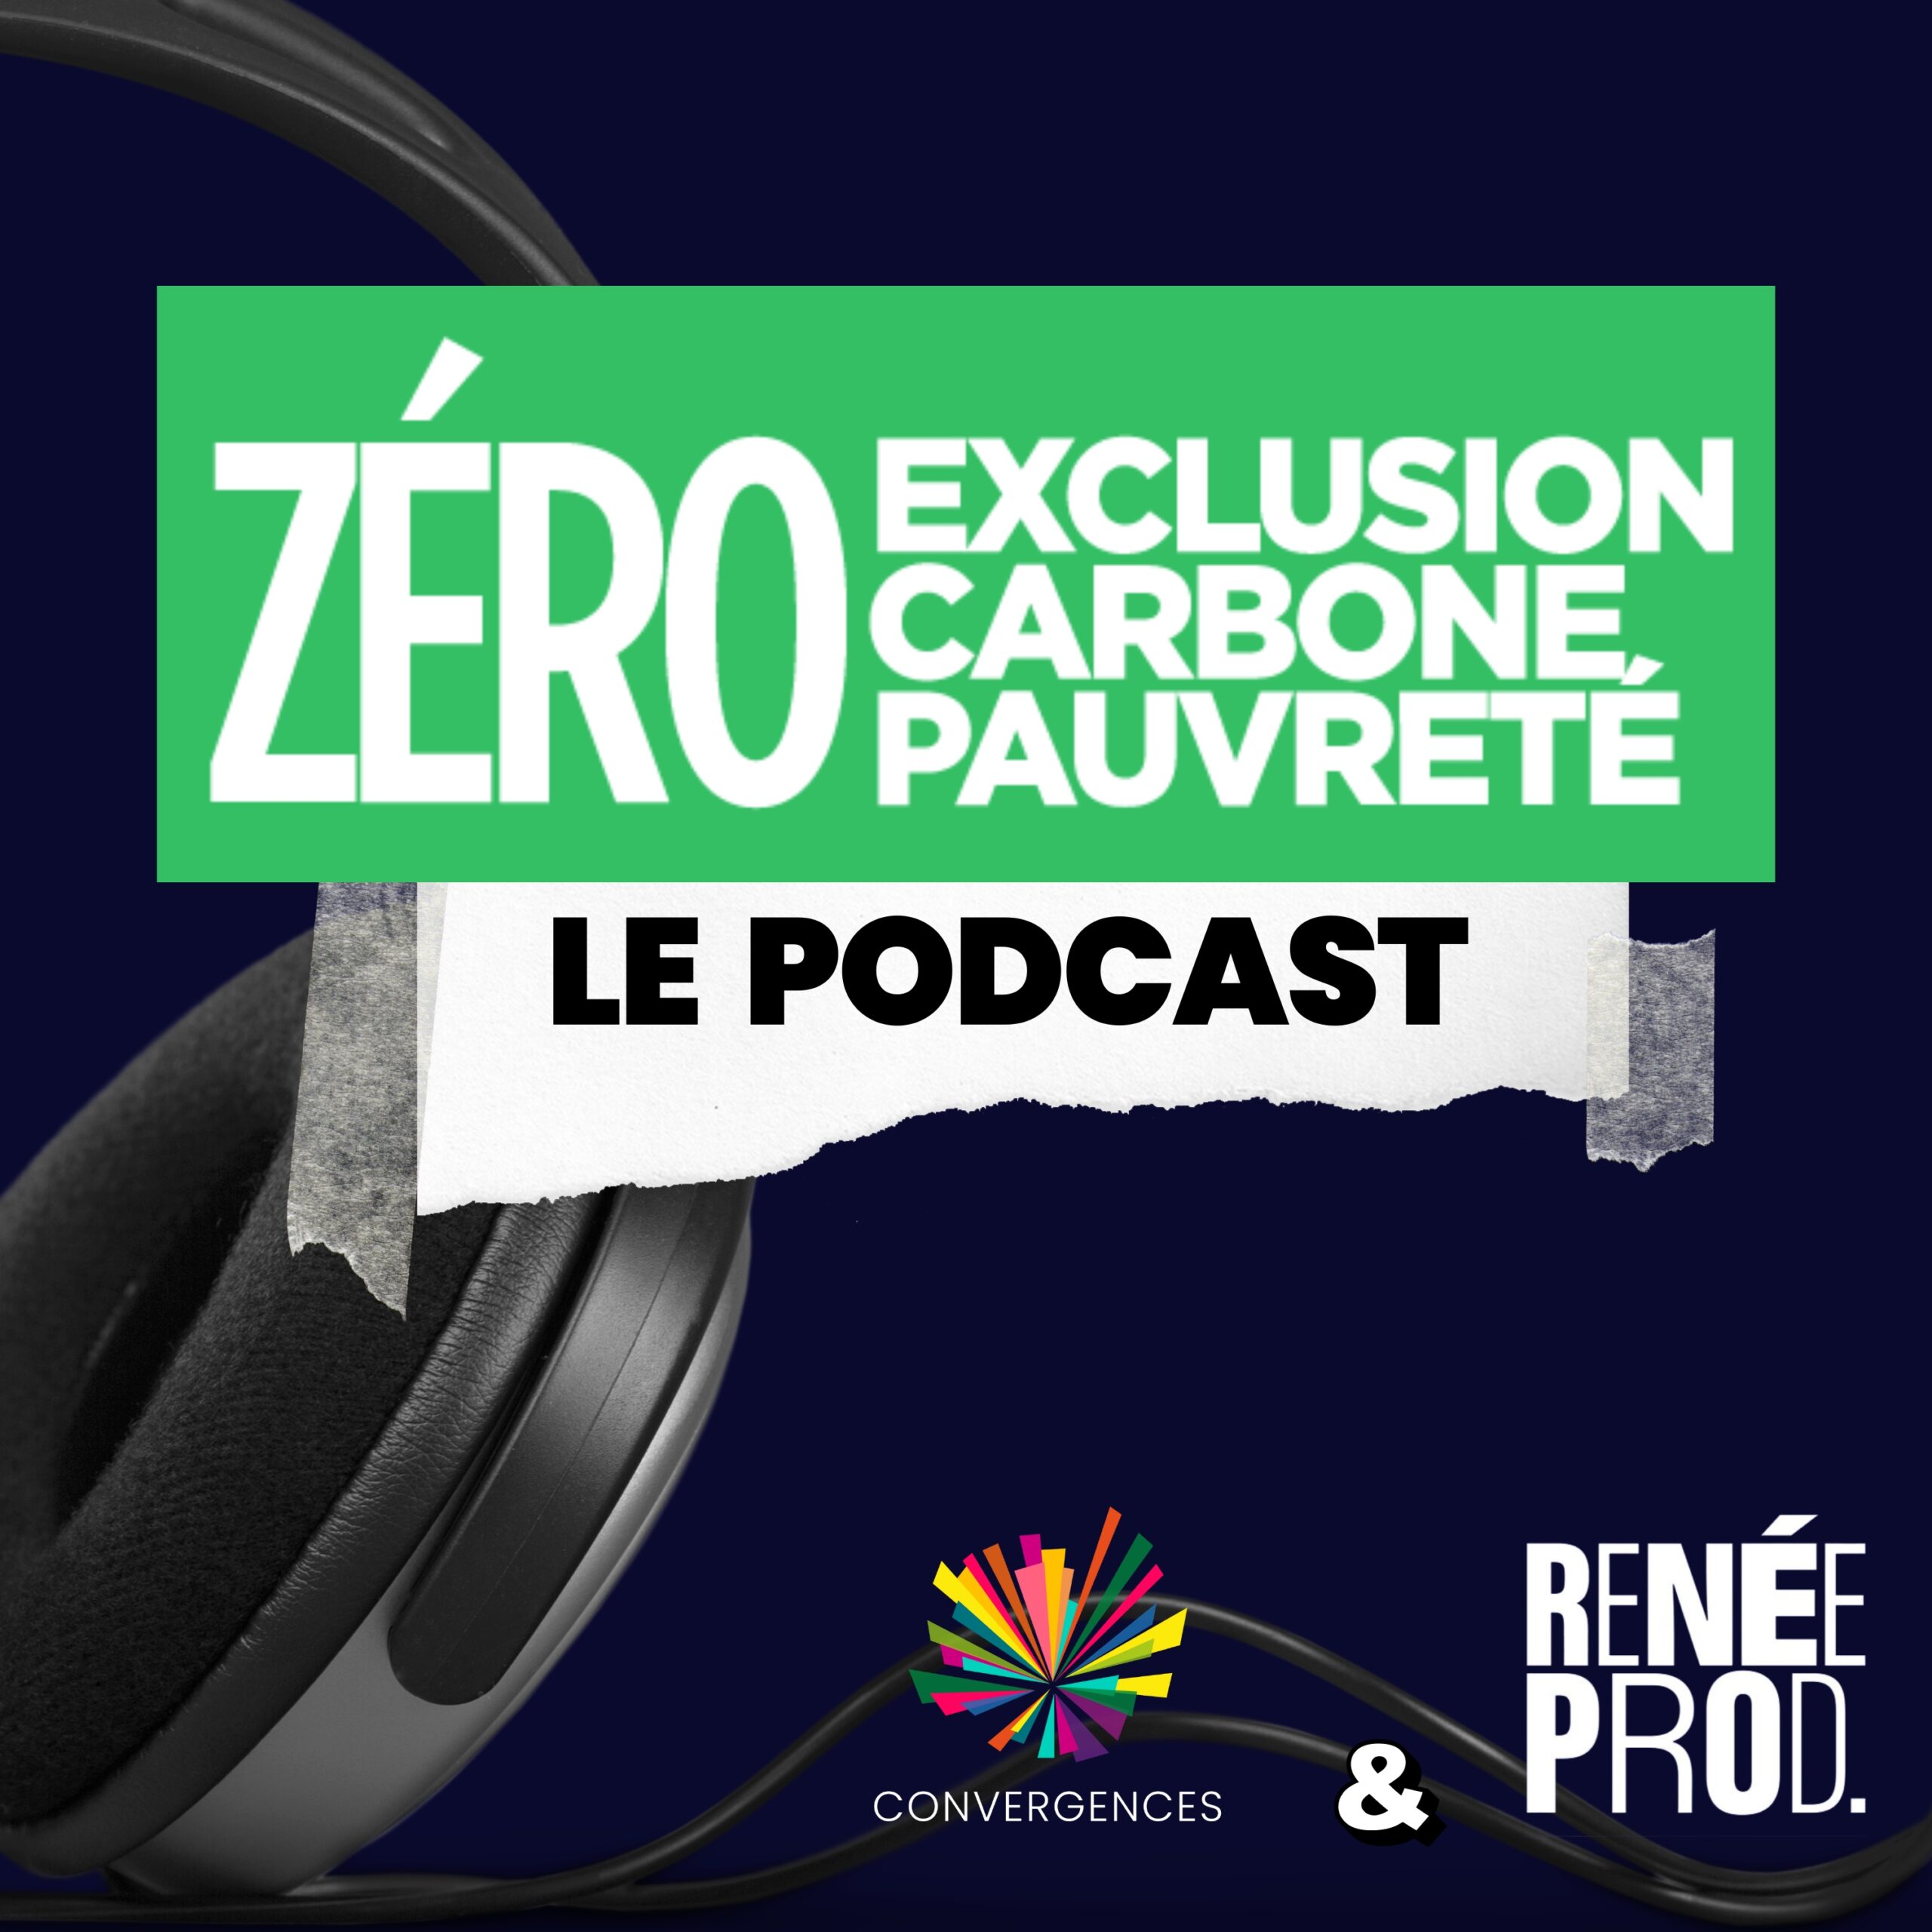 ZÉRO
EXCLUSION
CARBONE
PAUVRETÉ
LE PODCAST
CONVERGENCES
&
RENÉE
PROD.